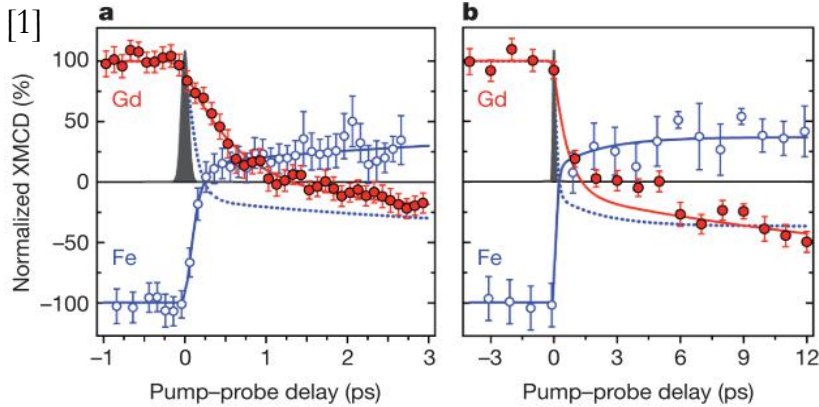 [1]
a
b
Normalized XMCD (%)
100
50
0
−50
−100
Gd
Fe
Gd
Fe
−1
0
1
2
3
−3
0
3
6
9
12
Pump–probe delay (ps)
Pump–probe delay (ps)